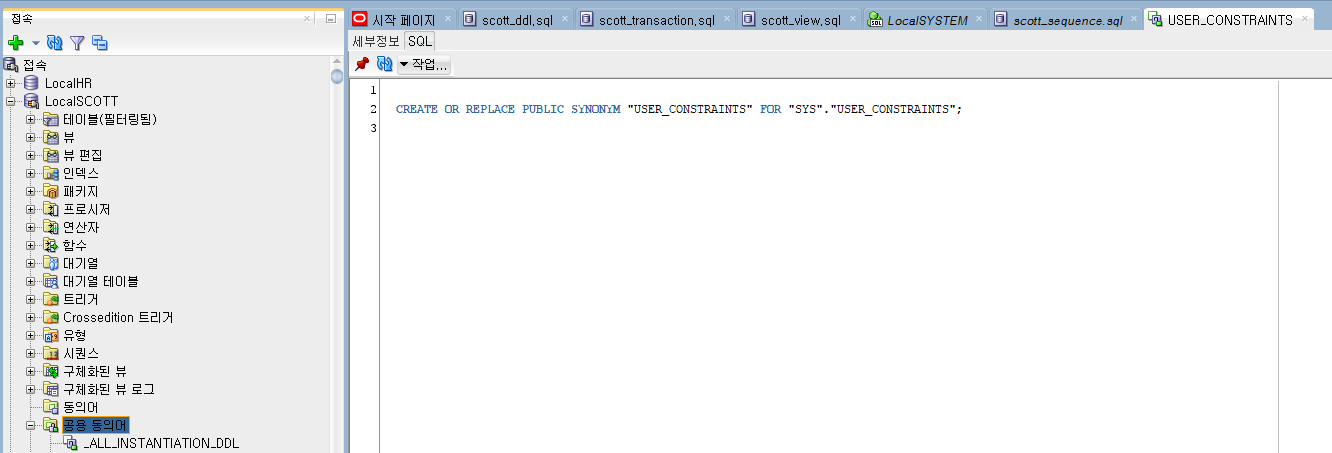 접속
시작 페이지
scott_ddl.sql
scott_transaction.sql
scott_view.sql
LocalSYSTEM
scott_sequence.sql
USER_CONSTRAINTS
세부정보 SQL
작업...
접속
LocalHR
LocalSCOTT
테이블(필터링됨)
뷰
뷰 편집
인덱스
패키지
프로시저
연산자
함수
대기열
대기열 테이블
트리거
Crossedition 트리거
유형
시퀀스
구체화된 뷰
구체화된 뷰 로그
동의어
공용 동의어
_ALL_INSTANTIATION_DDL
1
2 CREATE OR REPLACE PUBLIC SYNONYM "USER_CONSTRAINTS" FOR "SYS"."USER_CONSTRAINTS";
3